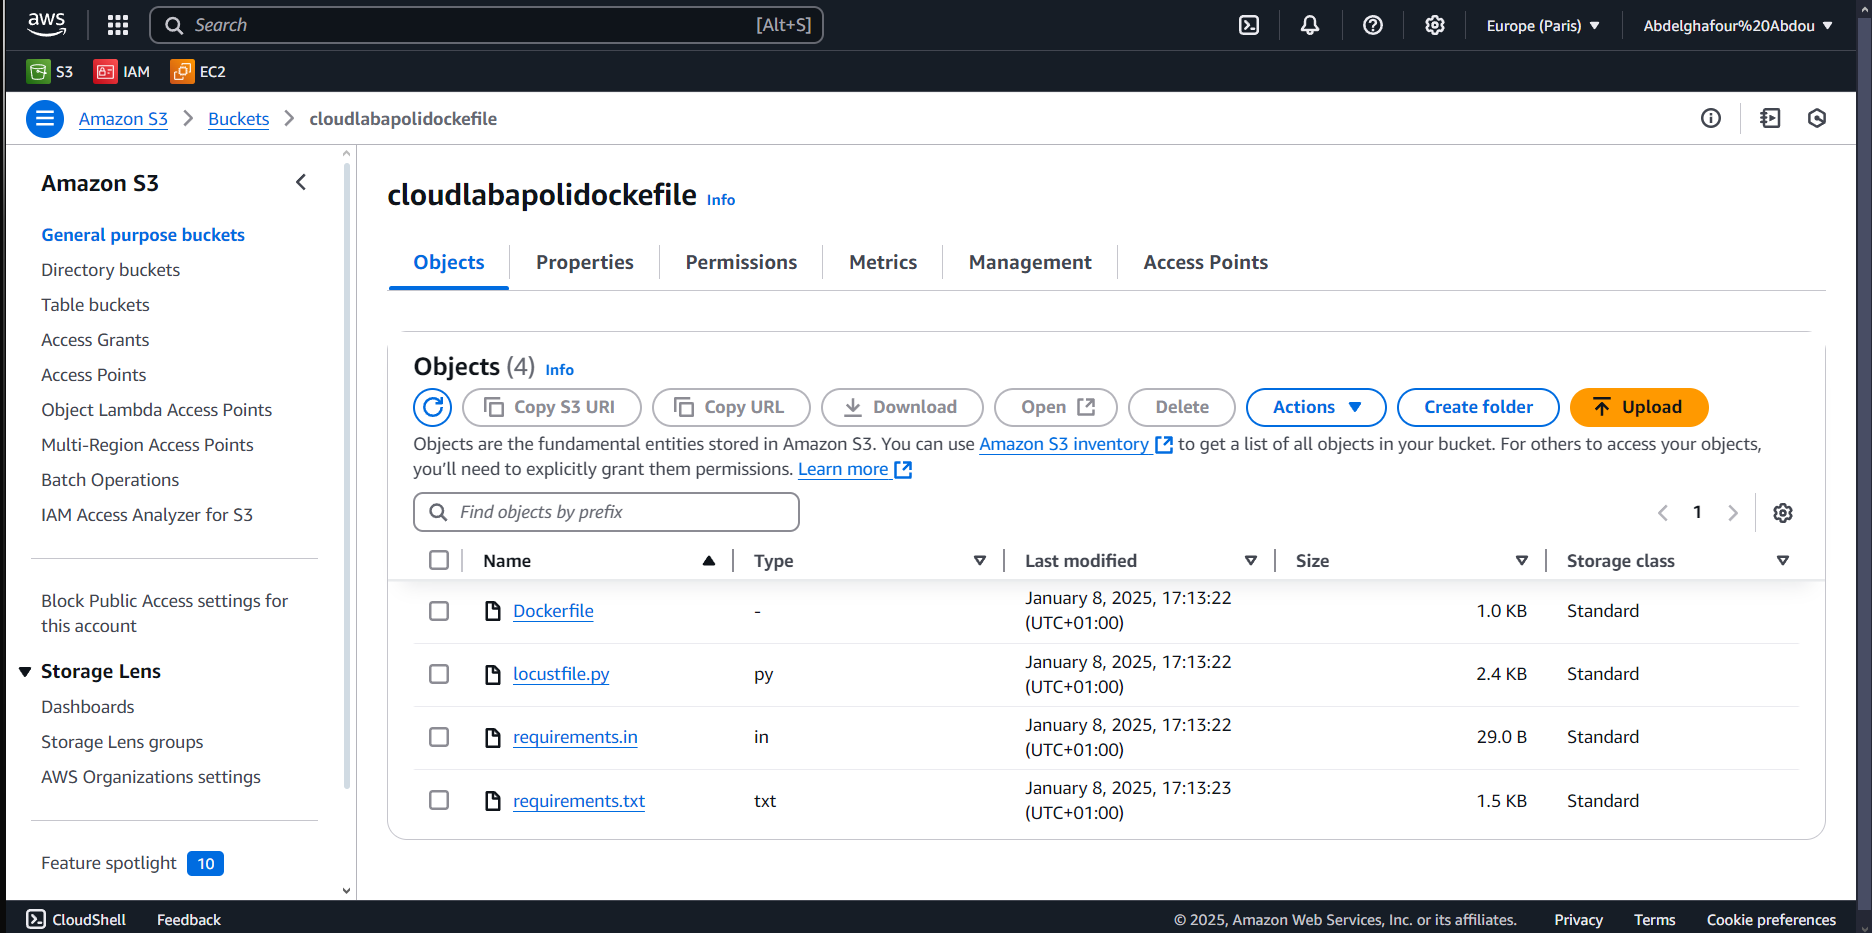 aws
Search [Alt+S] Europe (Paris) Abdelghafour%20Abdou
S3 IAM EC2
Amazon S3 Buckets cloudlabapolidockefile
Amazon S3
General purpose buckets
Directory buckets
Table buckets
Access Grants
Access Points
Object Lambda Access Points
Multi-Region Access Points
Batch Operations
IAM Access Analyzer for S3
Block Public Access settings for
this account
Storage Lens
Dashboards
Storage Lens groups
AWS Organizations settings
Feature spotlight 10
cloudlabapolidockefile Info
Objects Properties Permissions Metrics Management Access Points
Objects (4) Info
Copy S3 URI Copy URL Download Open Delete Actions Create folder Upload
Objects are the fundamental entities stored in Amazon S3. You can use Amazon S3 inventory to get a list of all objects in your bucket. For others to access your objects,
you’ll need to explicitly grant them permissions. Learn more
Find objects by prefix
1
Name Type Last modified Size Storage class
Dockerfile - January 8, 2025, 17:13:22 1.0 KB Standard
(UTC+01:00)
locustfile.py py January 8, 2025, 17:13:22 2.4 KB Standard
(UTC+01:00)
requirements.in in January 8, 2025, 17:13:22 29.0 B Standard
(UTC+01:00)
requirements.txt txt January 8, 2025, 17:13:23 1.5 KB Standard
(UTC+01:00)
CloudShell Feedback © 2025, Amazon Web Services, Inc. or its affiliates. Privacy Terms Cookie preferences